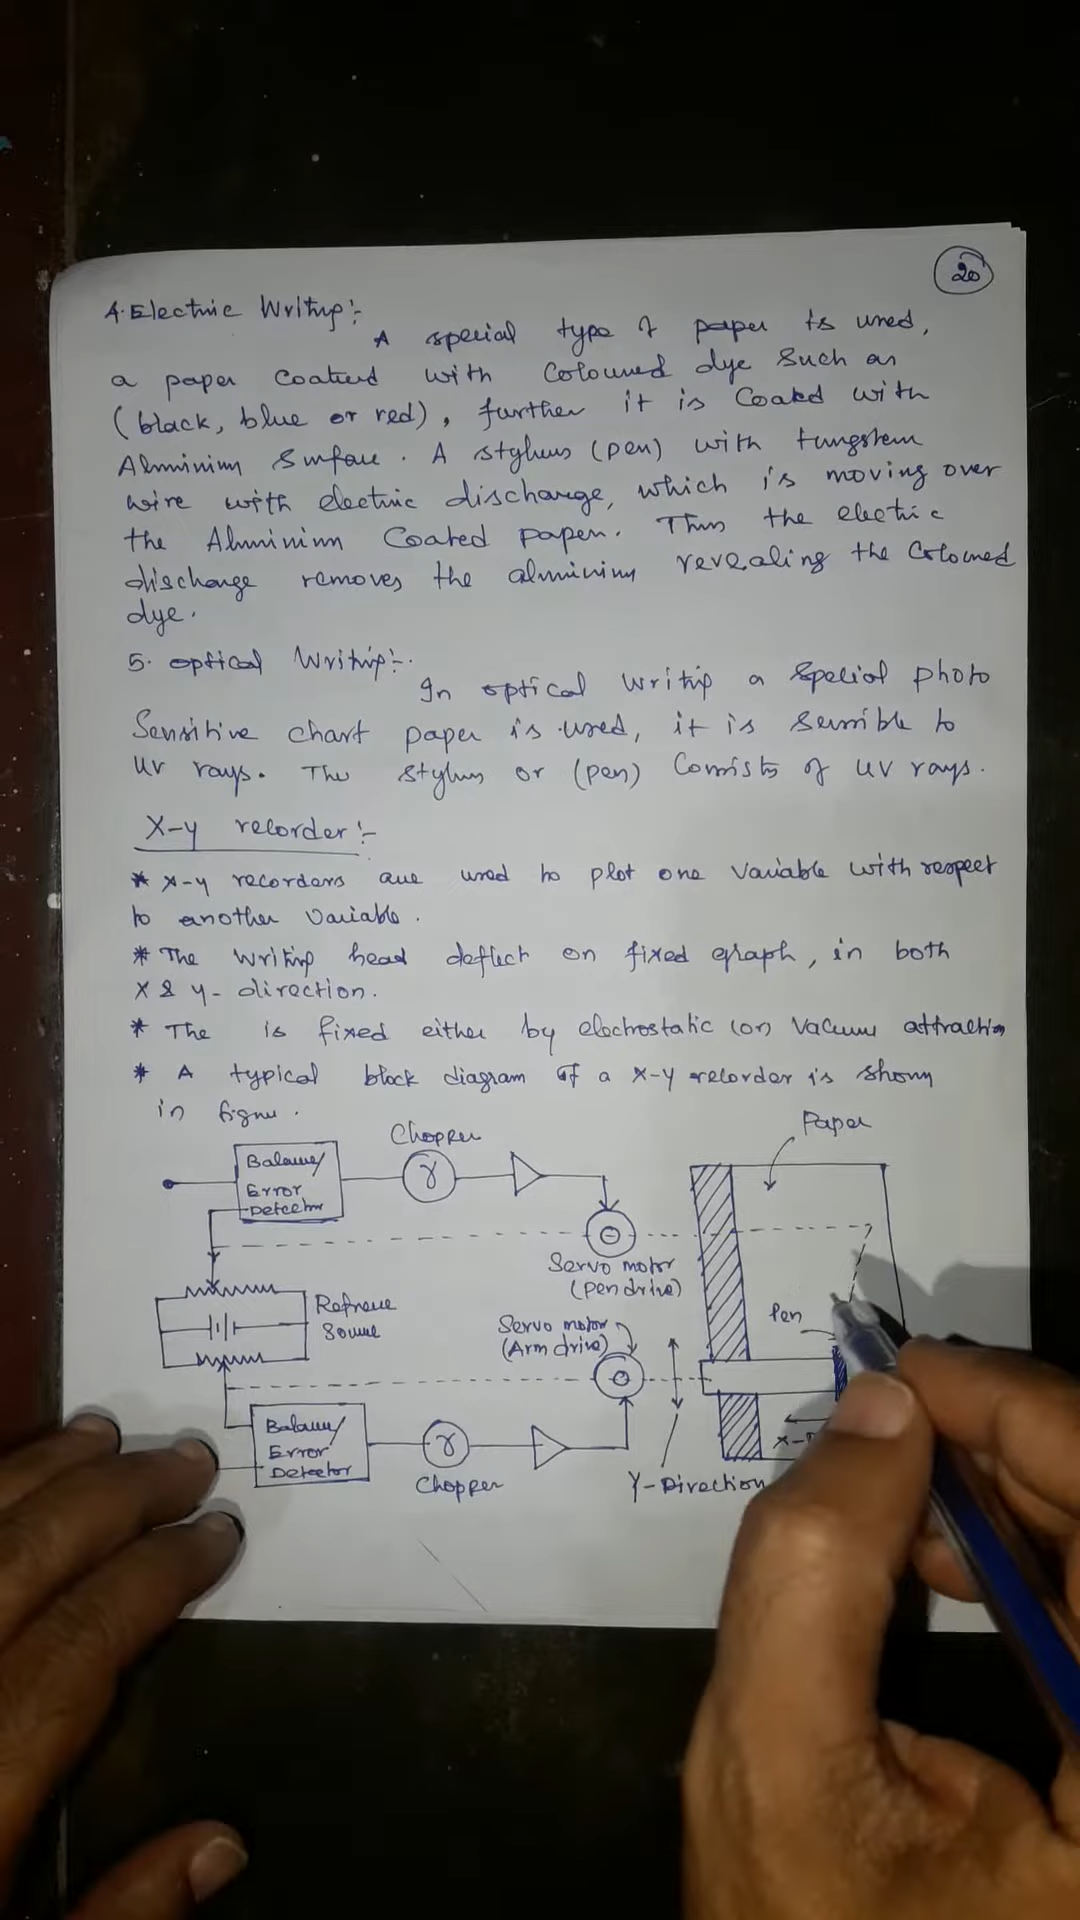 20
4. Electric Writing :-
A special type of paper is used,
a paper coated with Coloured dye Such as
(black, blue or red), further it is Coated with
Aluminium Surface. A stylus (pen) with tungsten
wire with electric discharge, which is moving over
the Aluminium Coated paper. Thus the electric
discharge removes the aluminium revealing the Coloured
dye.
5. optical Writing :-
In optical writing a special photo
Sensitive chart paper is used, it is sensible to
UV rays. The stylus or (pen) Consists of UV rays.
X-y recorder :-
* x-y recorders are used to plot one Variable with respect
to another Variable.
* The writing head deflect on fixed graph, in both
X & y- direction.
* The is fixed either by electrostatic (or) Vacuum attraction
* A typical block diagram of a x-y recorder is shown
in figure.
Chopper
Paper
Balance/
Error
Detector
Servo motor
(pen drive)
Refrence
Source
Pen
Servo motor
(Arm drive)
Balance/
Error
Detector
Chopper
X-D
Y-Direction